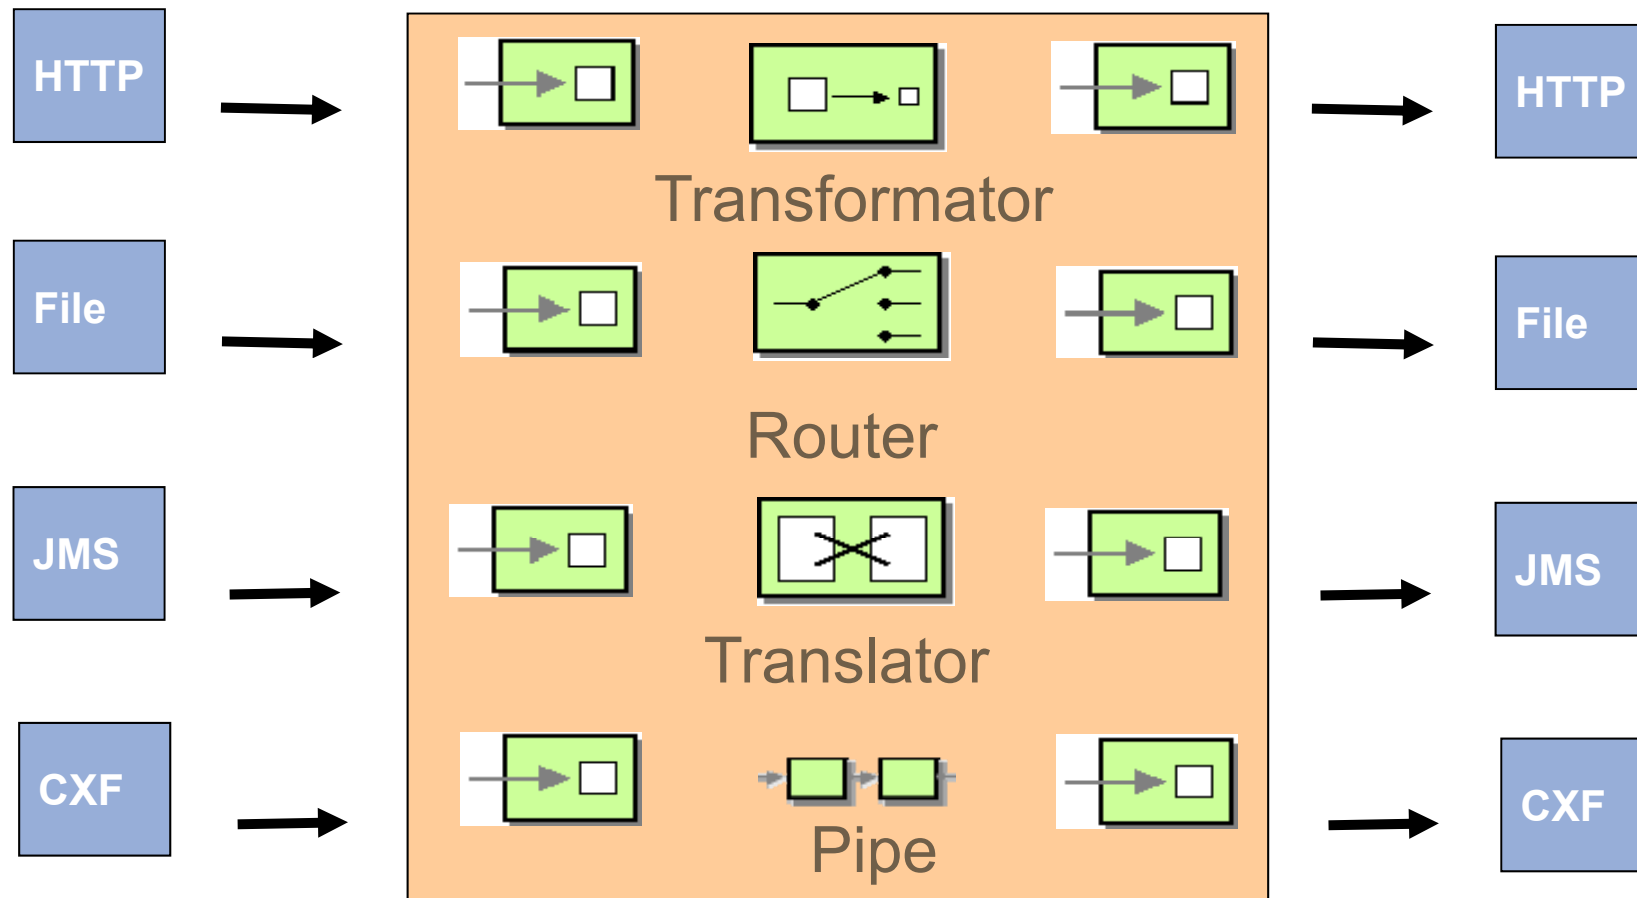 HTTP
HTTP
Transformator
File
File
Router
JMS
JMS
Translator
CXF
CXF
Pipe